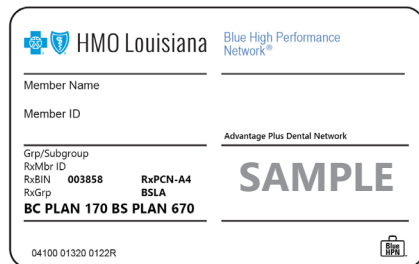 HMO Louisiana
Blue High Performance
Network®
Member Name
Member ID
Advantage Plus Dental Network
Grp/Subgroup
RxMbr ID
RxBIN 003858 RxPCN-A4
RxGrp BSLA
BC PLAN 170 BS PLAN 670
SAMPLE
04100 01320 0122R
Blue
HPN